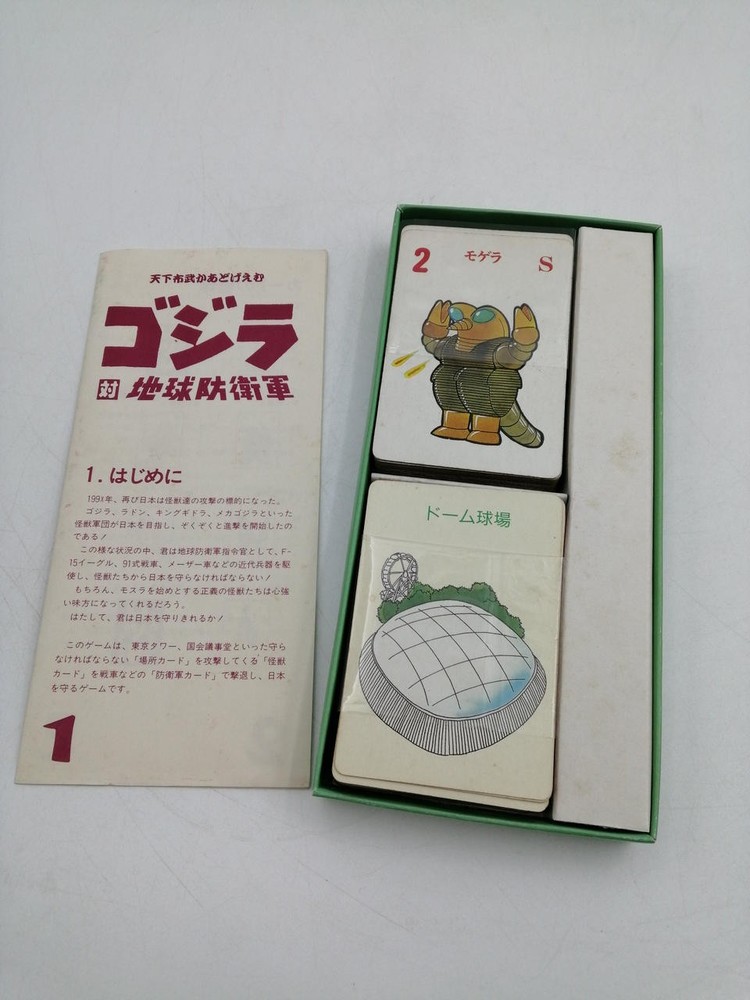 天下布武かあどげえむ
ゴジラ
対 地球防衛軍
1. はじめに
199X年、再び日本は怪獣達の攻撃の標的になった。
ゴジラ、ラドン、キングギドラ、メカゴジラといった
怪獣軍団が日本を目指し、ぞくぞくと進撃を開始したの
である!
この様な状況の中、君は地球防衛軍指令官として、F-
15イーグル、91式戦車、メーザー車などの近代兵器を駆
使し、怪獣たちから日本を守らなければならない!
もちろん、モスラを始めとする正義の怪獣たちは心強
い味方になってくれるだろう。
はたして、君は日本を守りきれるか!
このゲームは、東京タワー、国会議事堂といった守ら
なければならない「場所カード」を攻撃してくる「怪獣
カード」を戦車などの「防衛軍カード」で撃退し、日本
を守るゲームです。
1
2 モゲラ S
ドーム球場